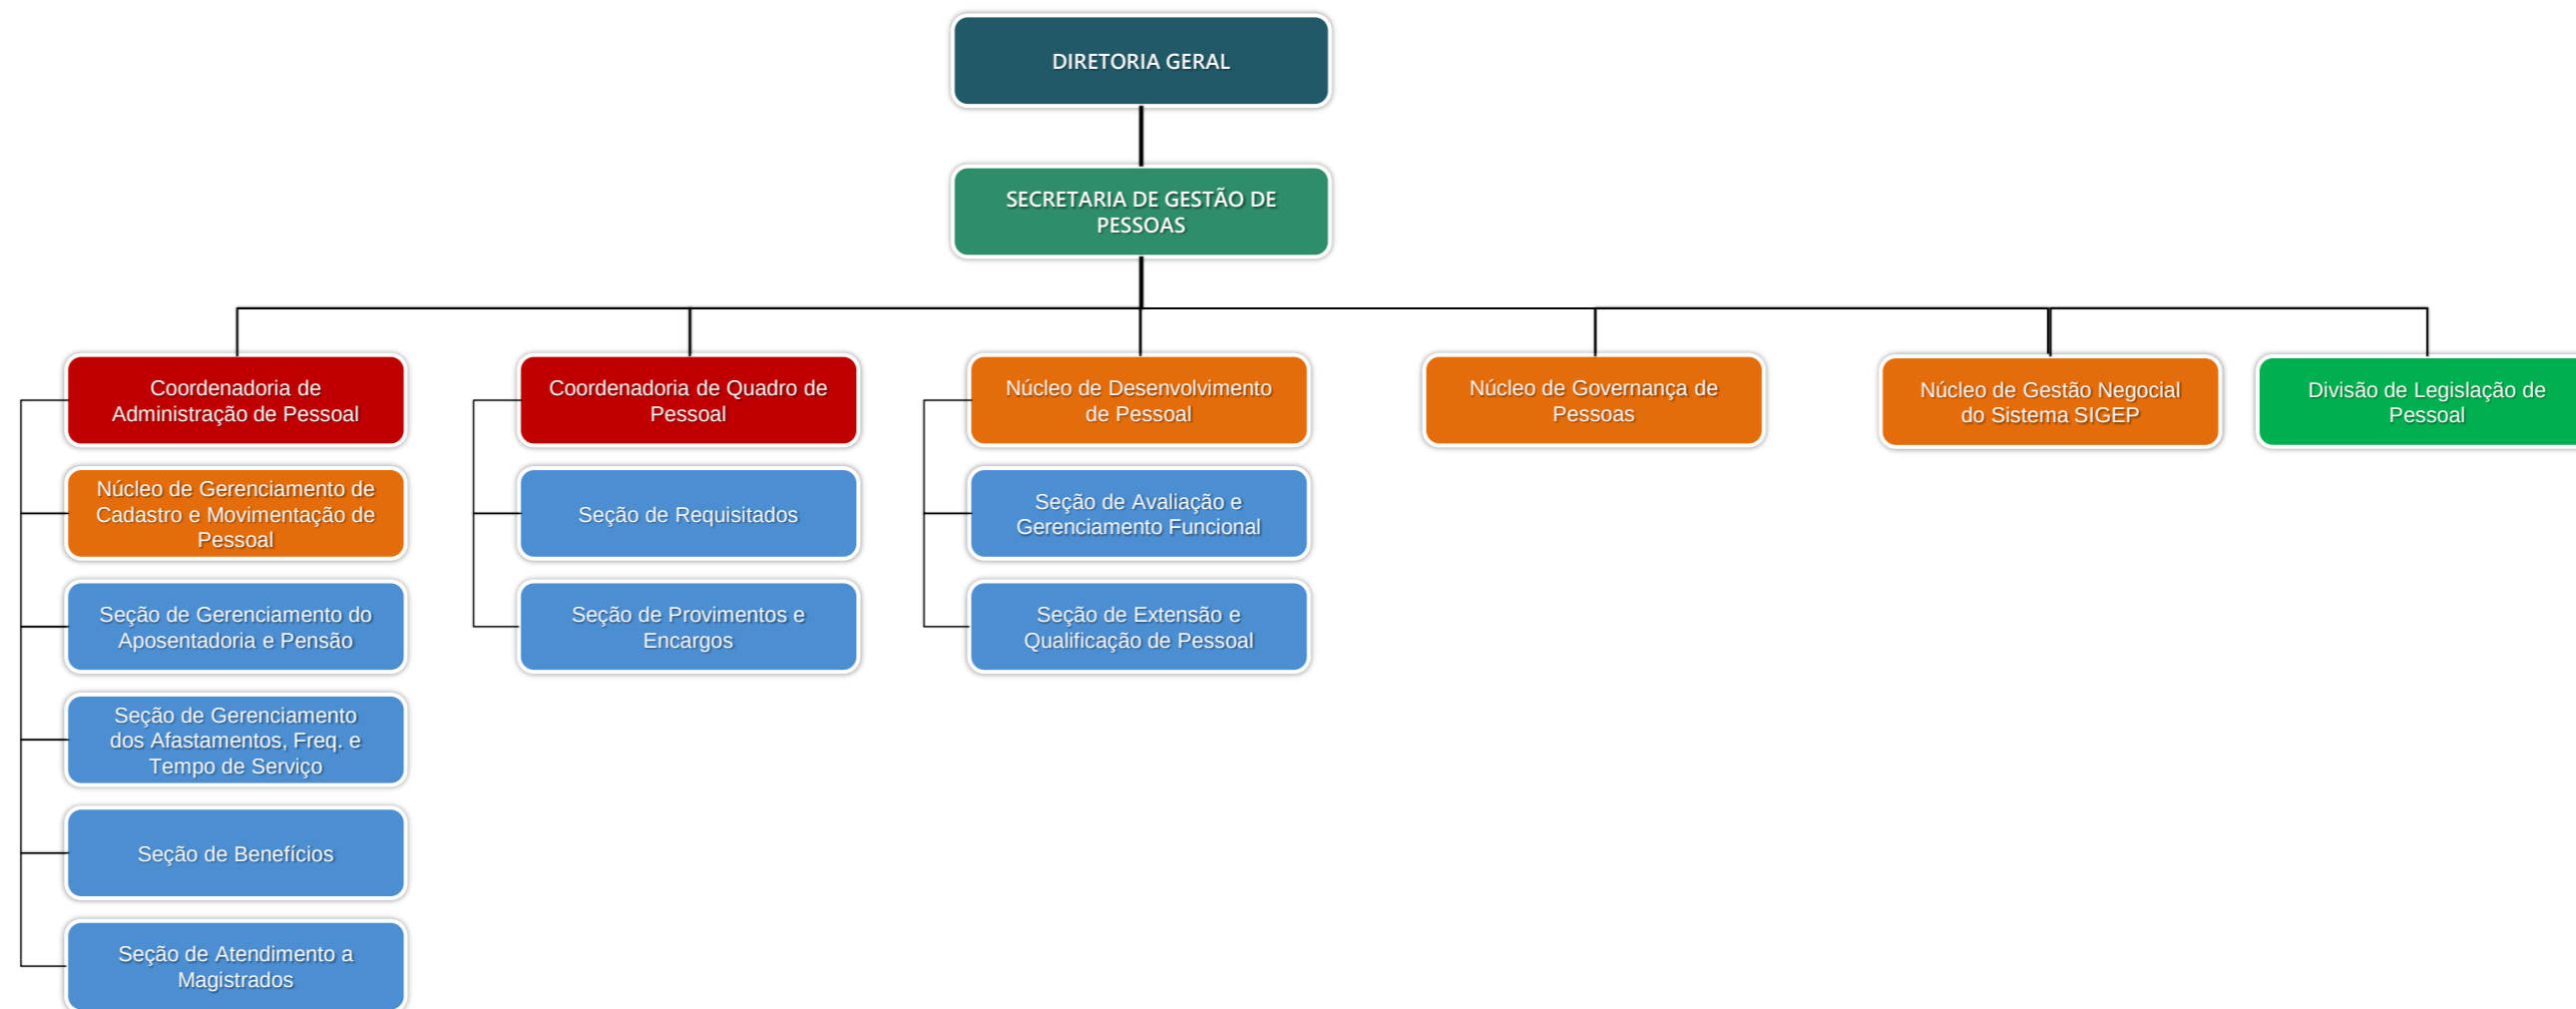 DIRETORIA GERAL
SECRETARIA DE GESTÃO DE
PESSOAS
Coordenadoria de
Administração de Pessoal
Núcleo de Gerenciamento de
Cadastro e Movimentação de
Pessoal
Seção de Gerenciamento do
Aposentadoria e Pensão
Seção de Gerenciamento
dos Afastamentos, Freq. e
Tempo de Serviço
Seção de Benefícios
Seção de Atendimento a
Magistrados
Coordenadoria de Quadro de
Pessoal
Seção de Requisitados
Seção de Provimentos e
Encargos
Núcleo de Desenvolvimento
de Pessoal
Seção de Avaliação e
Gerenciamento Funcional
Seção de Extensão e
Qualificação de Pessoal
Núcleo de Governança de
Pessoas
Núcleo de Gestão Negocial
do Sistema SIGEP
Divisão de Legislação de
Pessoal